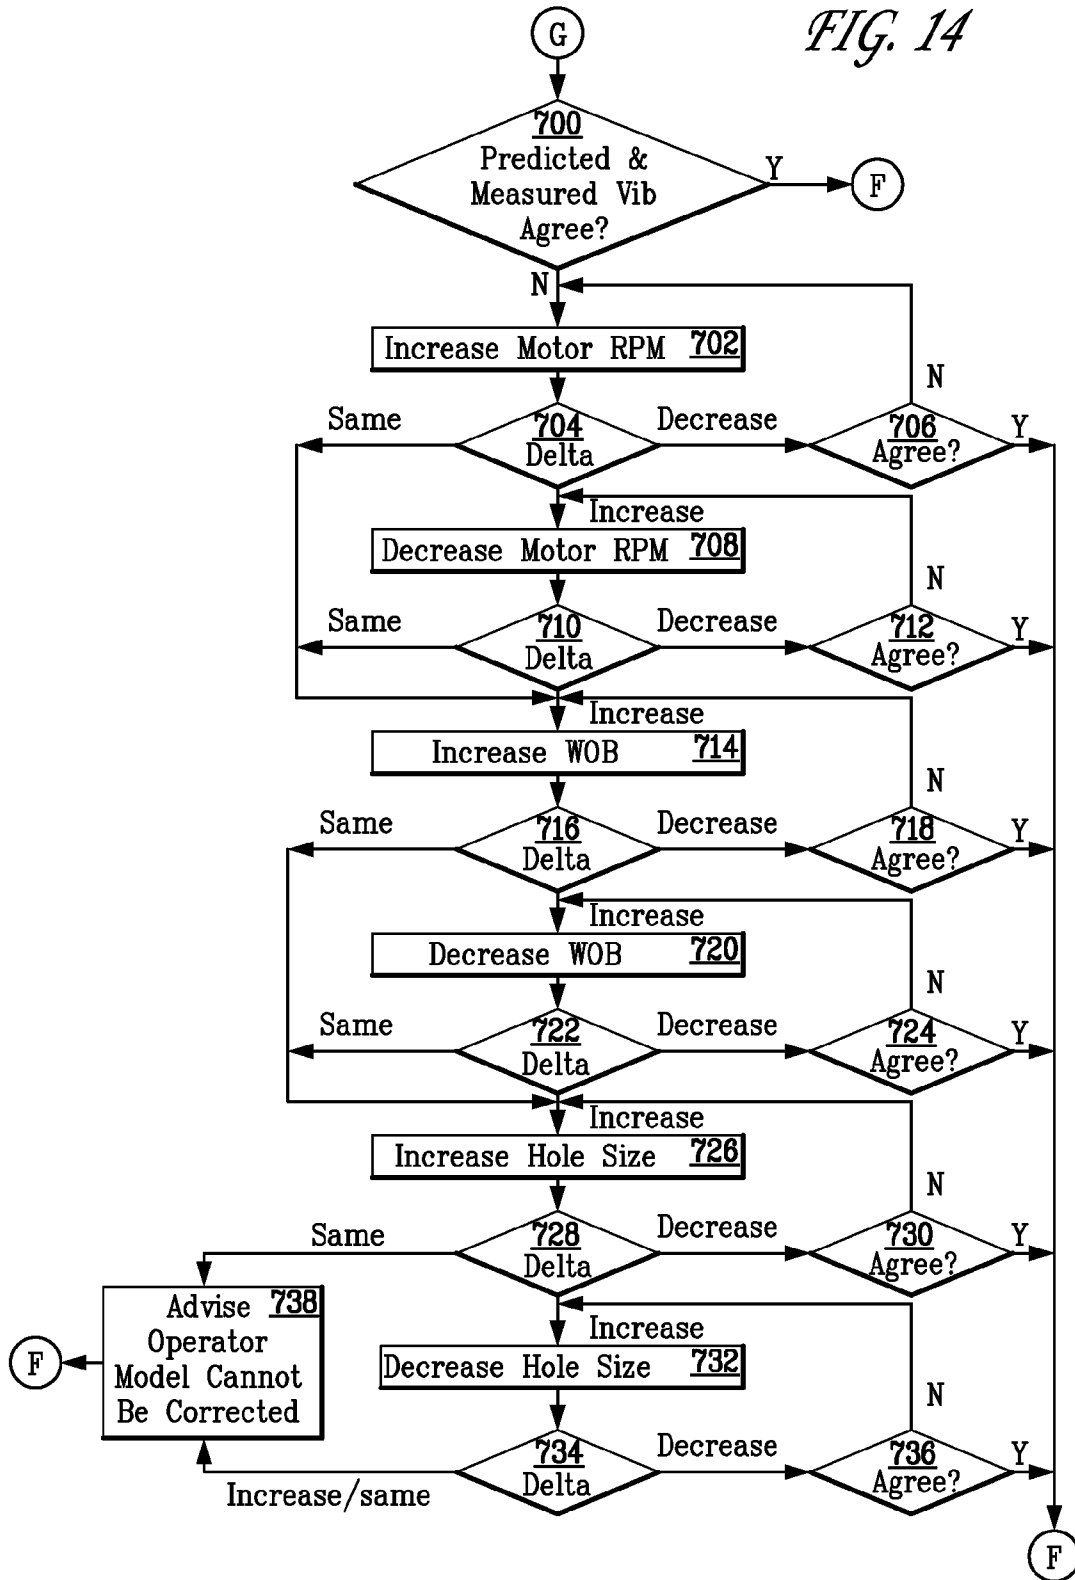 FIG. 14
G
700
Predicted &
Measured Vib
Agree?
Y
F
N
Increase Motor RPM 702
N
Same
704
Delta
Decrease
706
Agree?
Y
Increase
Decrease Motor RPM 708
N
Same
710
Delta
Decrease
712
Agree?
Y
Increase
Increase WOB 714
N
Same
716
Delta
Decrease
718
Agree?
Y
Increase
Decrease WOB 720
N
Same
722
Delta
Decrease
724
Agree?
Y
Increase
Increase Hole Size 726
N
Same
728
Delta
Decrease
730
Agree?
Y
Advise 738
Operator
Model Cannot
Be Corrected
F
Increase
Decrease Hole Size 732
N
734
Delta
Decrease
736
Agree?
Y
Increase/same
F